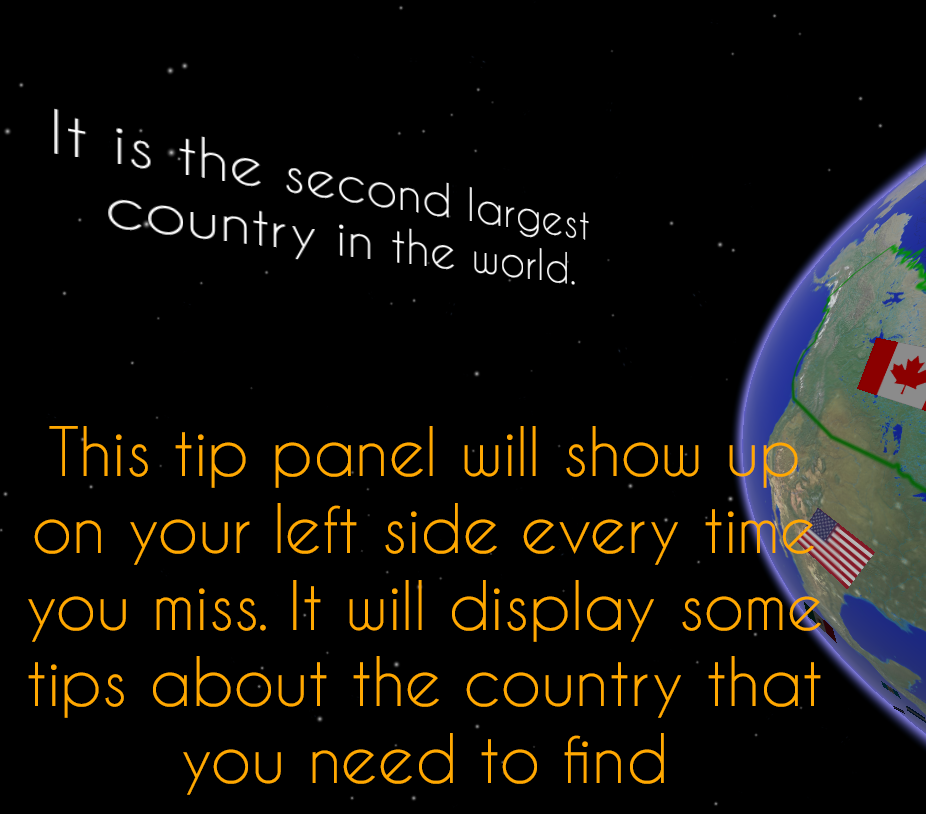 It is the second largest
country in the world.
This tip panel will show up
on your left side every time
you miss. It will display some
tips about the country that
you need to find